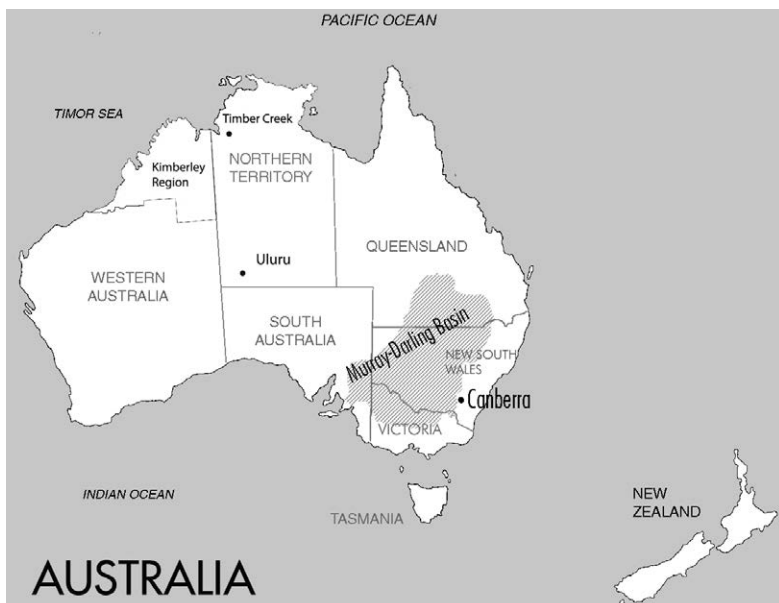 PACIFIC OCEAN
TIMOR SEA
Timber Creek
Kimberley
Region
NORTHERN
TERRITORY
QUEENSLAND
Uluru
WESTERN
AUSTRALIA
SOUTH
AUSTRALIA
Murray-Darling Basin
NEW SOUTH
WALES
Canberra
VICTORIA
INDIAN OCEAN
TASMANIA
NEW
ZEALAND
AUSTRALIA